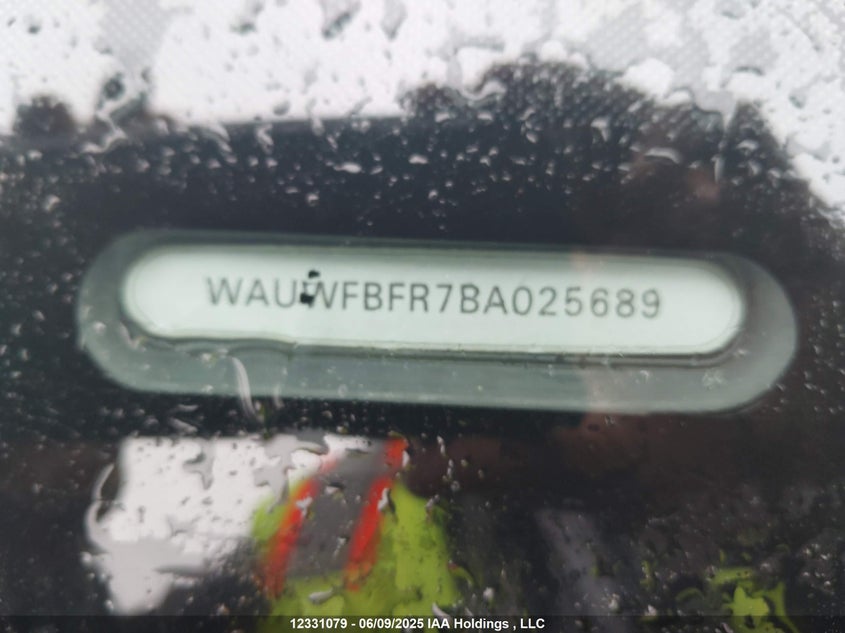 WAUWFBFR7BA025689
12331079 - 06/09/2025 IAA Holdings , LLC